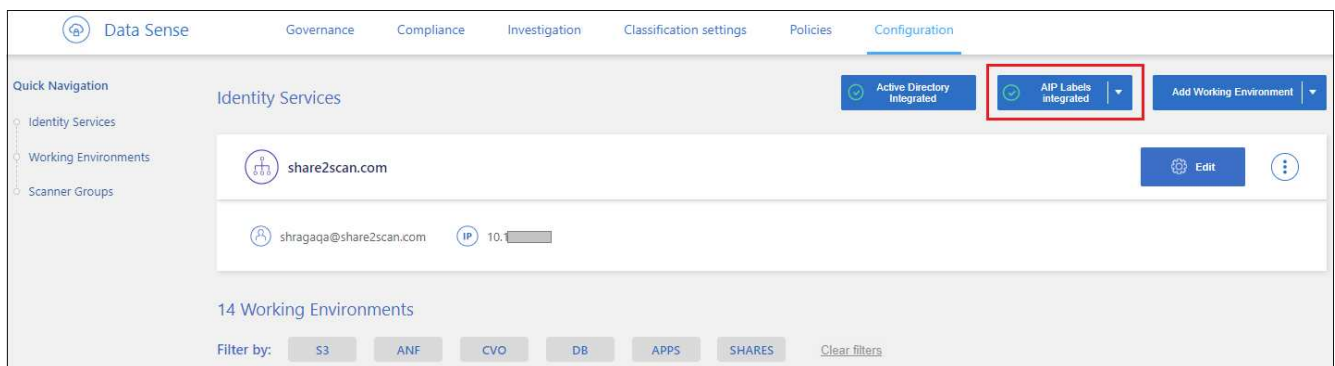 Data Sense
Governance Compliance Investigation Classification settings Policies Configuration
Quick Navigation
Identity Services
Working Environments
Scanner Groups
Identity Services
Active Directory
Integrated
AIP Labels
integrated
Add Working Environment
share2scan.com
Edit
shragaqa@share2scan.com IP 10.1
14 Working Environments
Filter by: S3 ANF CVO DB APPS SHARES Clear filters